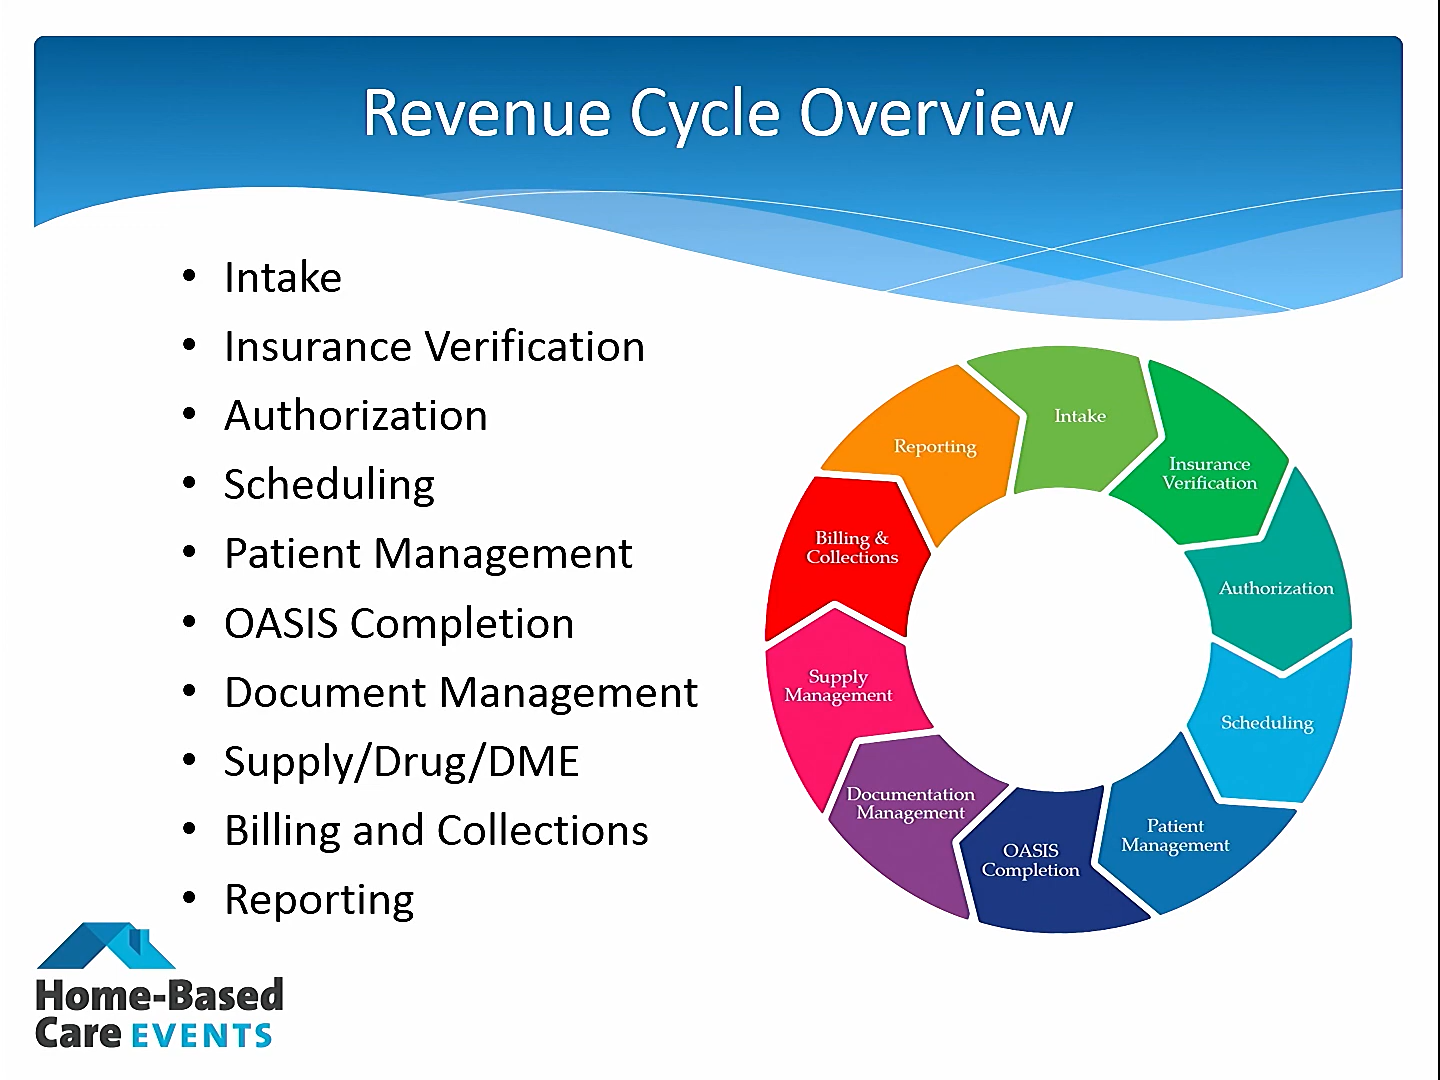 Revenue Cycle Overview
• Intake
• Insurance Verification
• Authorization
• Scheduling
• Patient Management
• OASIS Completion
• Document Management
• Supply/Drug/DME
• Billing and Collections
• Reporting
Intake
Insurance
Verification
Authorization
Scheduling
Patient
Management
OASIS
Completion
Documentation
Management
Supply
Management
Billing &
Collections
Reporting
Home-Based
Care EVENTS